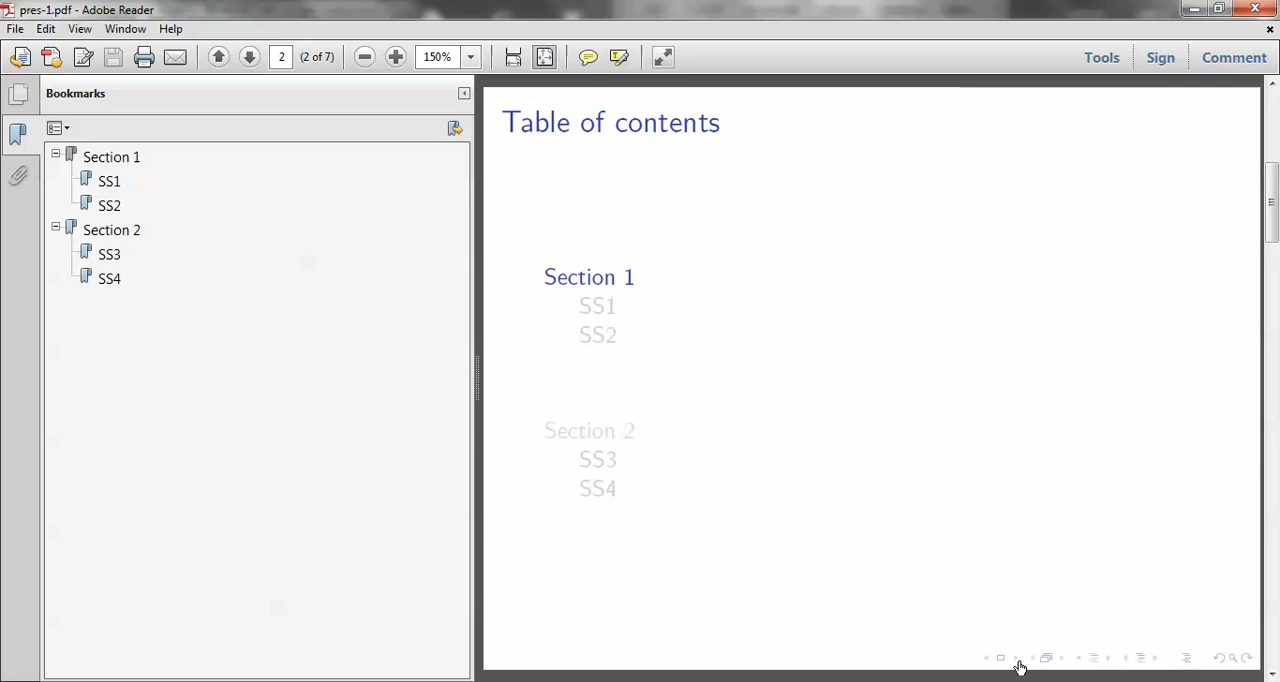 pres-1.pdf - Adobe Reader
File Edit View Window Help
2 (2 of 7) 150% Tools Sign Comment
Bookmarks
Section 1
SS1
SS2
Section 2
SS3
SS4
Table of contents
Section 1
SS1
SS2
Section 2
SS3
SS4